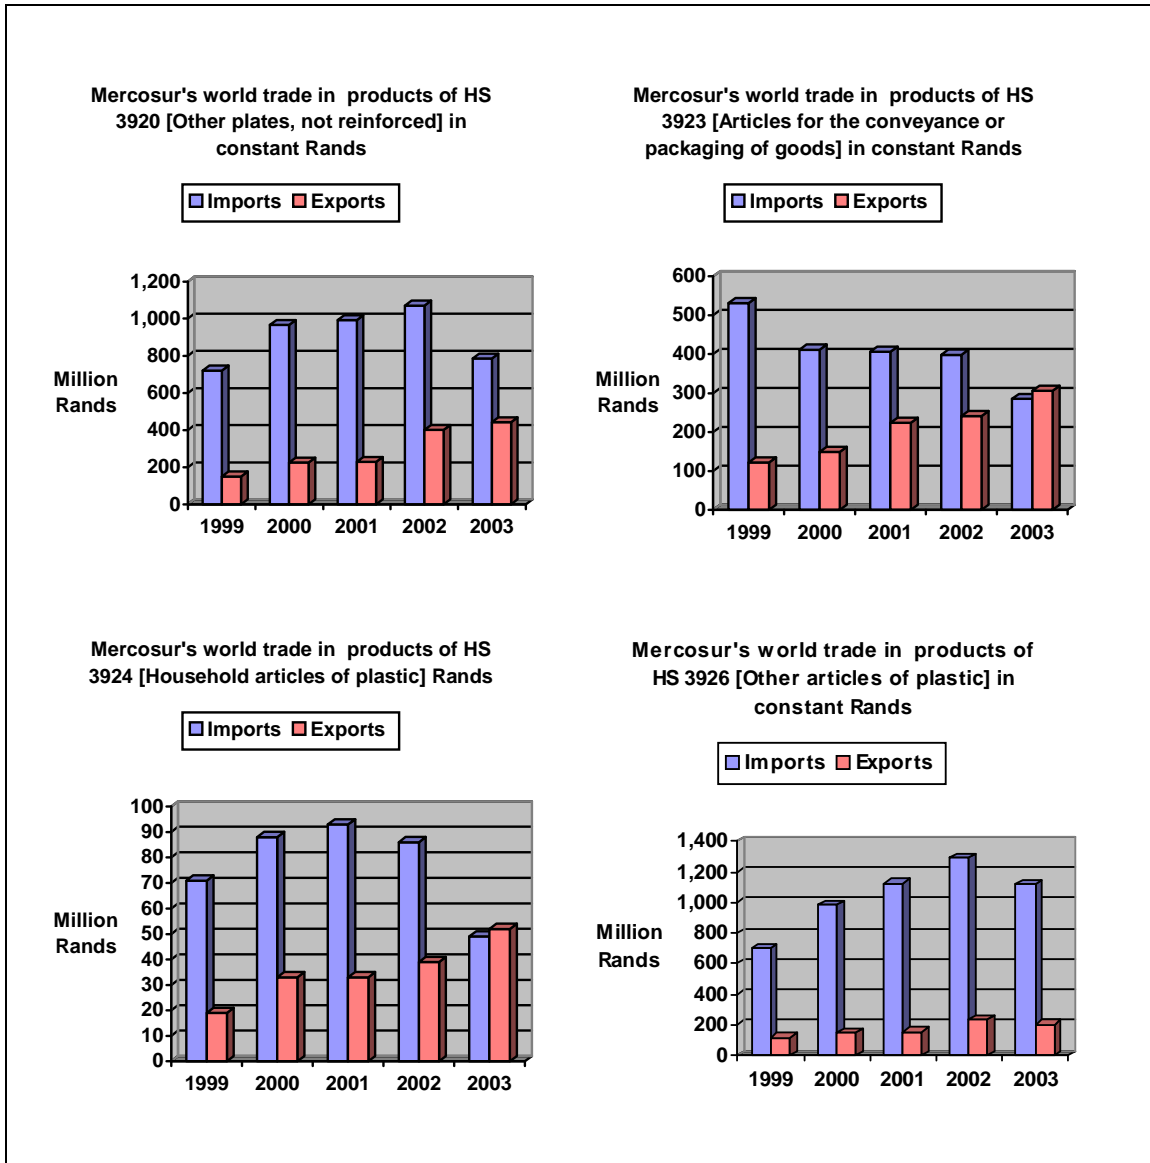 Mercosur's world trade in products of HS
3920 [Other plates, not reinforced] in
constant Rands
Imports Exports
1,200
1,000
800
600
400
200
0
Million
Rands
1999 2000 2001 2002 2003
Mercosur's world trade in products of HS
3923 [Articles for the conveyance or
packaging of goods] in constant Rands
Imports Exports
600
500
400
300
200
100
0
Million
Rands
1999 2000 2001 2002 2003
Mercosur's world trade in products of HS
3924 [Household articles of plastic] Rands
Imports Exports
100
90
80
70
60
50
40
30
20
10
0
Million
Rands
1999 2000 2001 2002 2003
Mercosur's world trade in products of
HS 3926 [Other articles of plastic] in
constant Rands
Imports Exports
1,400
1,200
1,000
800
600
400
200
0
Million
Rands
1999 2000 2001 2002 2003